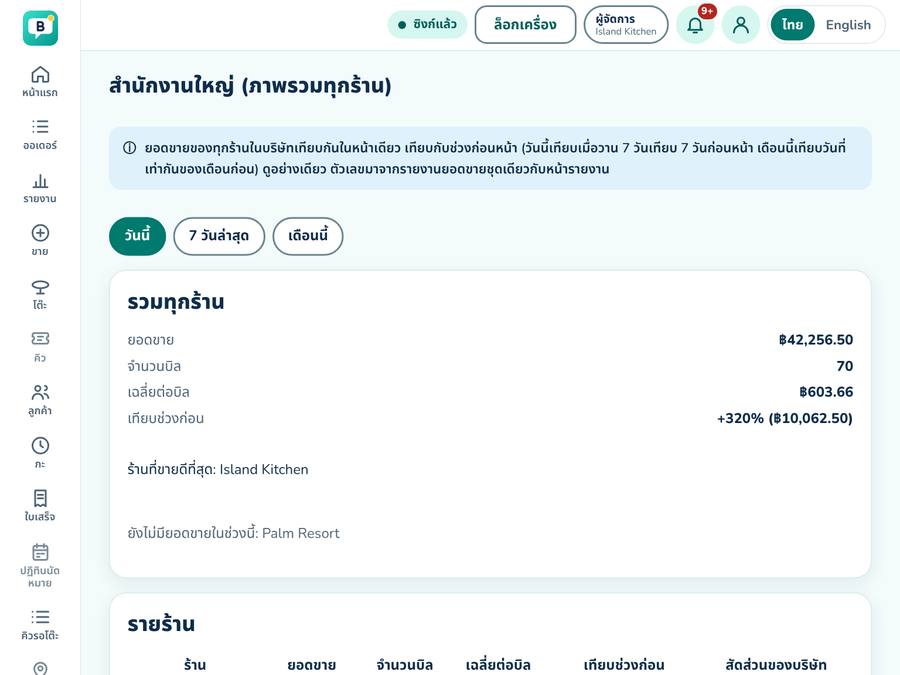 B
ซิงก์แล้ว
ล็อกเครื่อง
ผู้จัดการ
Island Kitchen
9+
ไทย
English
หน้าแรก
ออเดอร์
รายงาน
ขาย
โต๊ะ
คิว
ลูกค้า
กะ
ใบเสร็จ
ปฏิทินนัด
หมาย
คิวรอโต๊ะ
สำนักงานใหญ่ (ภาพรวมทุกร้าน)
ยอดขายของทุกร้านในบริษัทเทียบกันในหน้าเดียว เทียบกับช่วงก่อนหน้า (วันนี้เทียบเมื่อวาน 7 วันเทียบ 7 วันก่อนหน้า เดือนนี้เทียบวันที่
เท่ากันของเดือนก่อน) ดูอย่างเดียว ตัวเลขมาจากรายงานยอดขายชุดเดียวกับหน้ารายงาน
วันนี้
7 วันล่าสุด
เดือนนี้
รวมทุกร้าน
ยอดขาย ฿42,256.50
จำนวนบิล 70
เฉลี่ยต่อบิล ฿603.66
เทียบช่วงก่อน +320% (฿10,062.50)
ร้านที่ขายดีที่สุด: Island Kitchen
ยังไม่มียอดขายในช่วงนี้: Palm Resort
รายร้าน
ร้าน ยอดขาย จำนวนบิล เฉลี่ยต่อบิล เทียบช่วงก่อน สัดส่วนของบริษัท